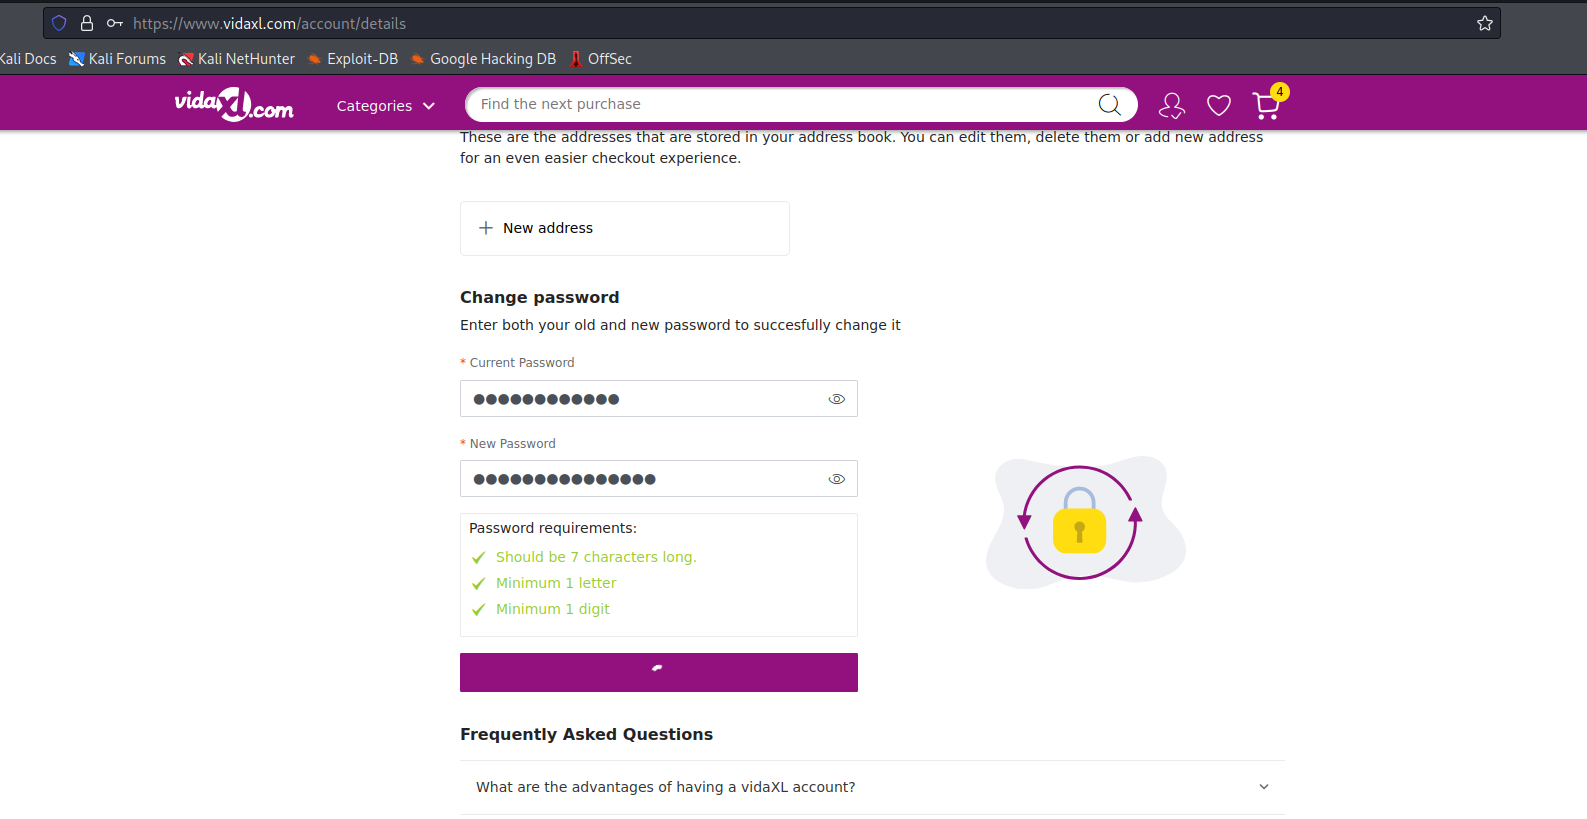 https://www.vidaxl.com/account/details
Kali Docs Kali Forums Kali NetHunter Exploit-DB Google Hacking DB OffSec
vidaXL.com Categories Find the next purchase 4
These are the addresses that are stored in your address book. You can edit them, delete them or add new address
for an even easier checkout experience.
New address
Change password
Enter both your old and new password to succesfully change it
* Current Password
●●●●●●●●●●●●
* New Password
●●●●●●●●●●●●●●●
Password requirements:
Should be 7 characters long.
Minimum 1 letter
Minimum 1 digit
Frequently Asked Questions
What are the advantages of having a vidaXL account?